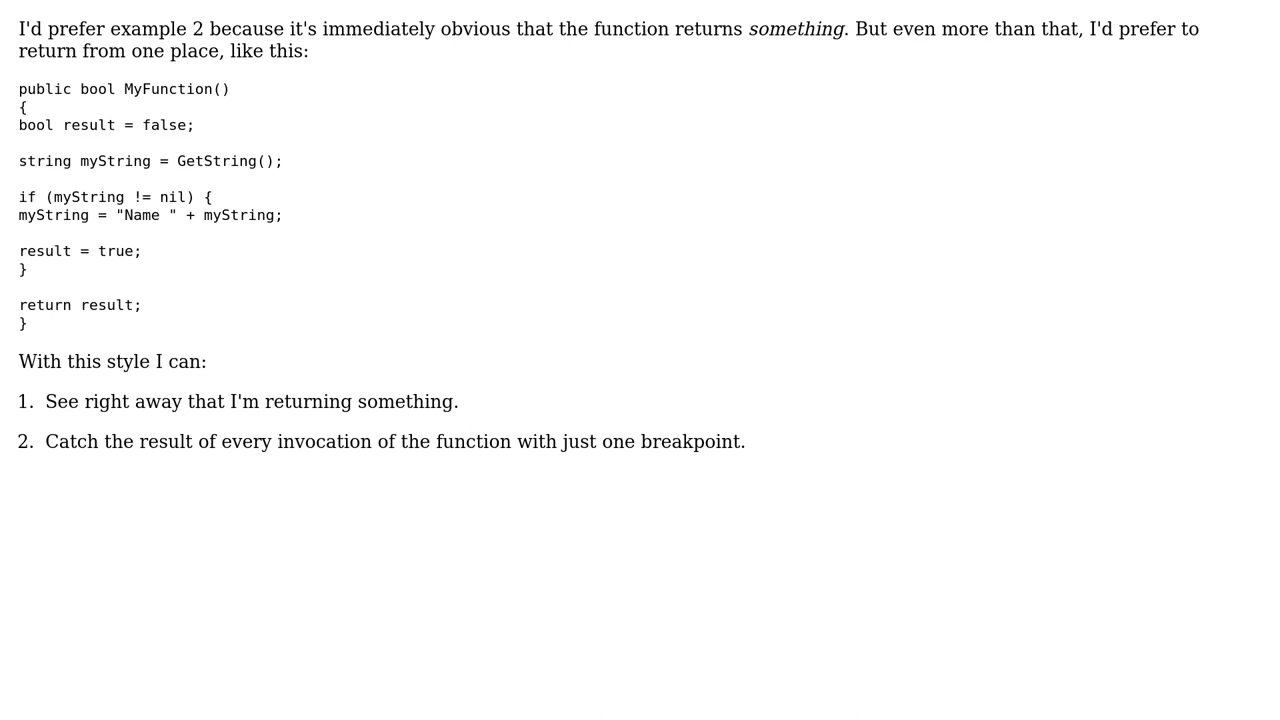 I'd prefer example 2 because it's immediately obvious that the function returns something. But even more than that, I'd prefer to
return from one place, like this:
public bool MyFunction()
{
bool result = false;
string myString = GetString();
if (myString != nil) {
myString = "Name " + myString;
result = true;
}
return result;
}
With this style I can:
1. See right away that I'm returning something.
2. Catch the result of every invocation of the function with just one breakpoint.